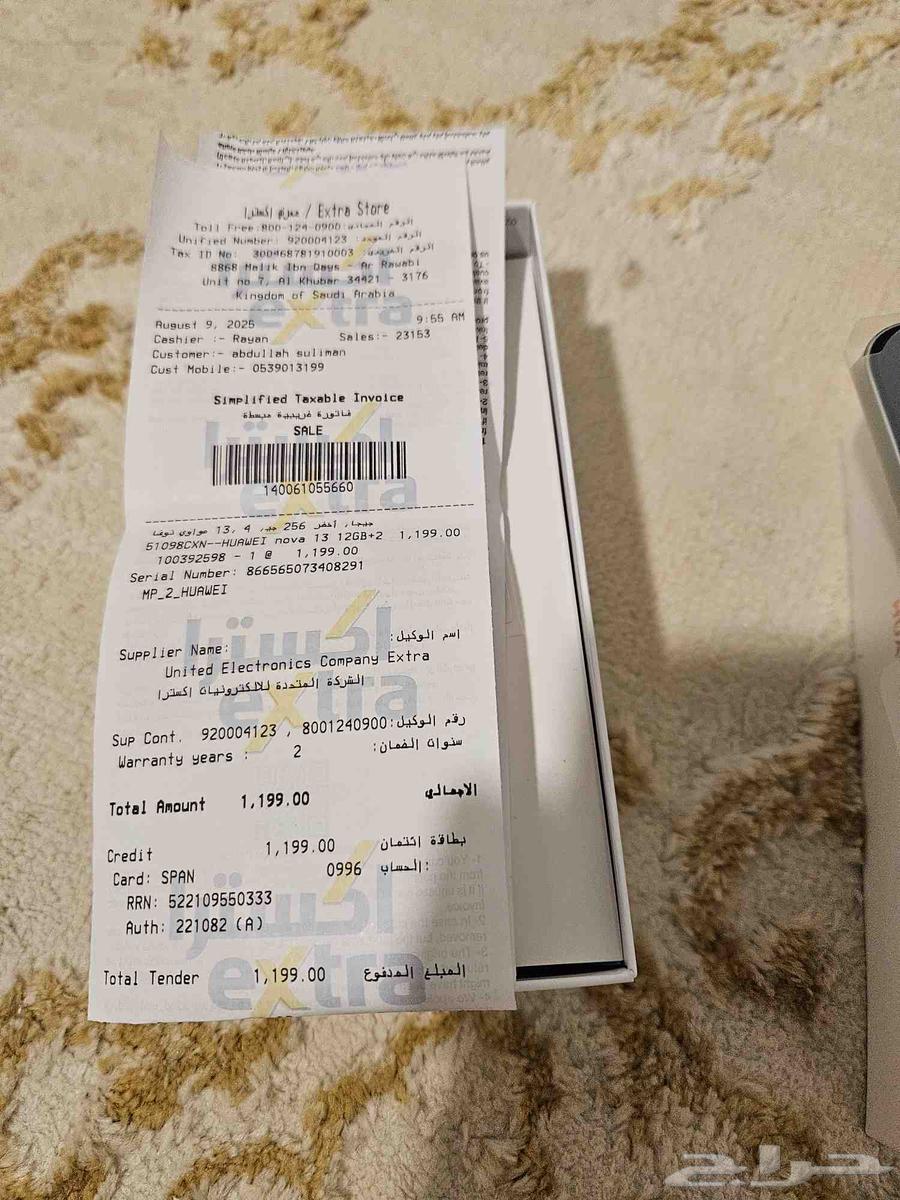 معرض إكسترا / Extra Store
Toll Free:800-124-0900
Unified Number: 920004123
Tax ID No: 300468781910003
8868 Malik Ibn Qays - Ar Rawabi
Unit no 7, Al Khubar 34421 - 3176
Kingdom of Saudi Arabia
August 9, 2025 9:55 AM
Cashier :- Rayan Sales:- 23153
Customer:- abdullah suliman
Cust Mobile:- 0539013199
Simplified Taxable Invoice
فاتورة ضريبية مبسطة
SALE
140061055660
هواوي نوفا 13, 4 جي, 256 جيجا, أخضر
51098CXN--HUAWEI nova 13 12GB+2 1,199.00
100392598 - 1 @ 1,199.00
Serial Number: 866565073408291
MP_2_HUAWEI
Supplier Name: اسم الوكيل:
United Electronics Company Extra
الشركة المتحدة للالكترونيات إكسترا
Sup Cont. 920004123 , 8001240900 رقم الوكيل:
Warranty years : 2 سنوات الضمان:
Total Amount 1,199.00 الاجمالي
Credit 1,199.00 بطاقة إئتمان
Card: SPAN 0996 الحساب:
RRN: 522109550333
Auth: 221082 (A)
Total Tender 1,199.00 المبلغ المدفوع
اكسترا
extra
حراج